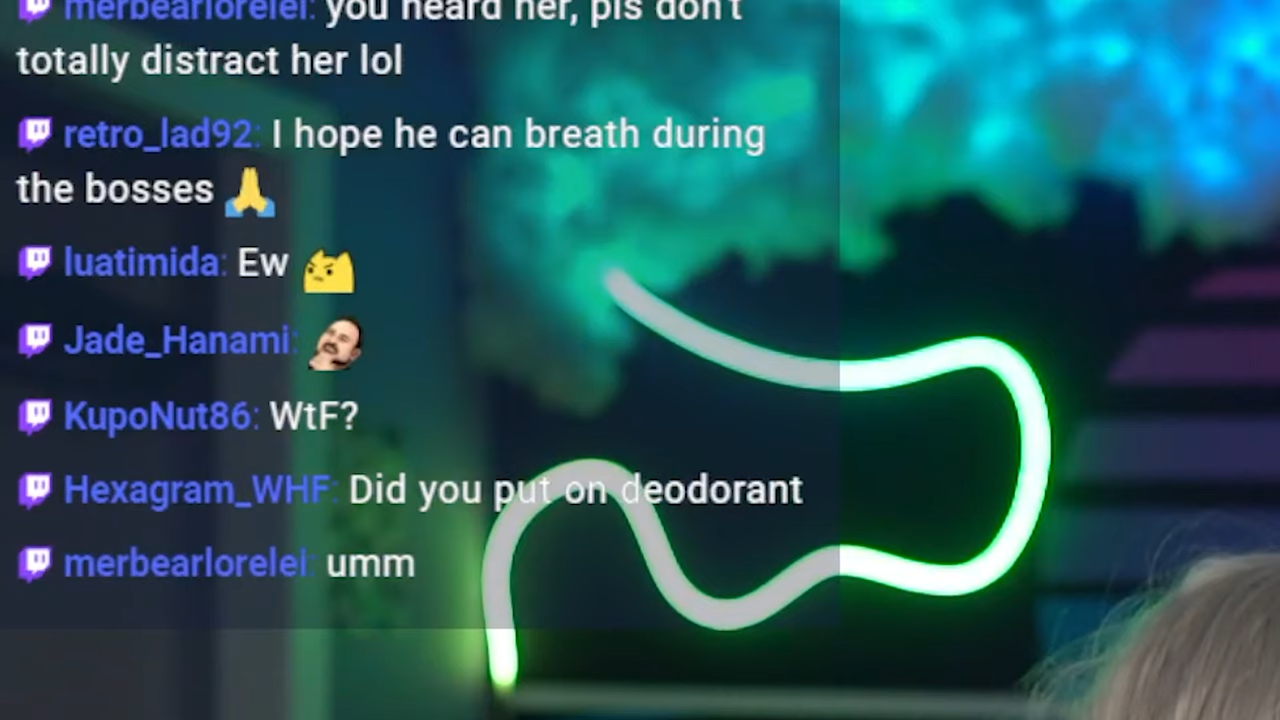 merbearlorelei: you heard her, pls don't
totally distract her lol
retro_lad92: I hope he can breath during
the bosses 🙏
luatimida: Ew
Jade_Hanami:
KupoNut86: WtF?
Hexagram_WHF: Did you put on deodorant
merbearlorelei: umm